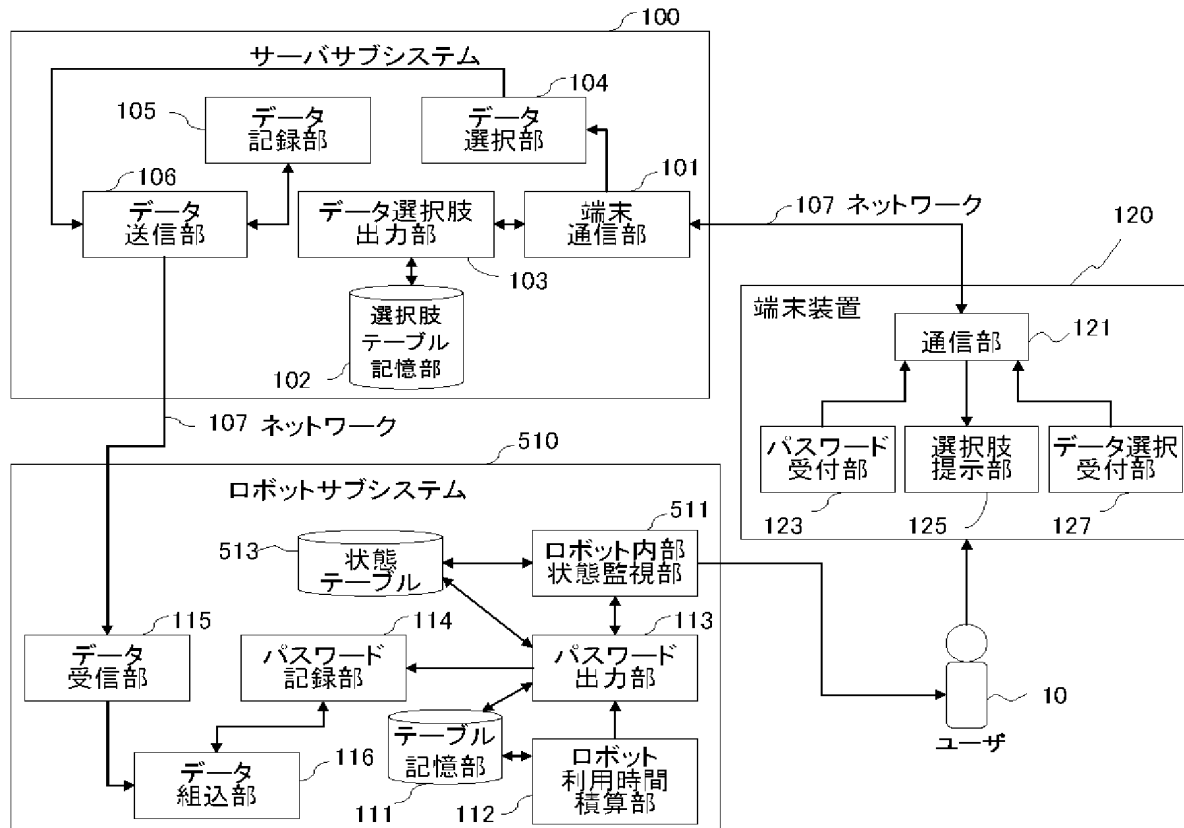 100
サーバサブシステム
104
105
データ
記録部
データ
選択部
101
106
データ
送信部
データ選択肢
出力部
端末
通信部
103
107 ネットワーク
120
選択肢
テーブル
記憶部
102
端末装置
通信部
121
パスワード
受付部
選択肢
提示部
データ選択
受付部
123
125
127
107 ネットワーク
510
ロボットサブシステム
511
513
状態
テーブル
ロボット内部
状態監視部
115
114
113
データ
受信部
パスワード
記録部
パスワード
出力部
10
ユーザ
データ
組込部
116
テーブル
記憶部
111
ロボット
利用時間
積算部
112